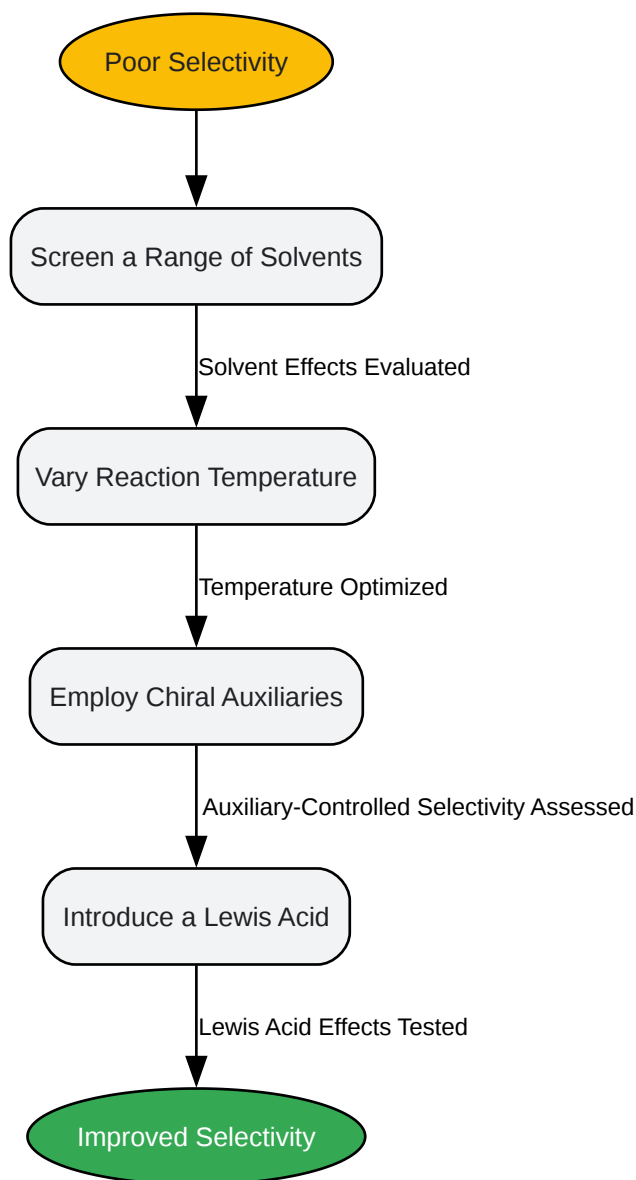 Poor Selectivity
Screen a Range of Solvents
Solvent Effects Evaluated
Vary Reaction Temperature
Temperature Optimized
Employ Chiral Auxiliaries
Auxiliary-Controlled Selectivity Assessed
Introduce a Lewis Acid
Lewis Acid Effects Tested
Improved Selectivity